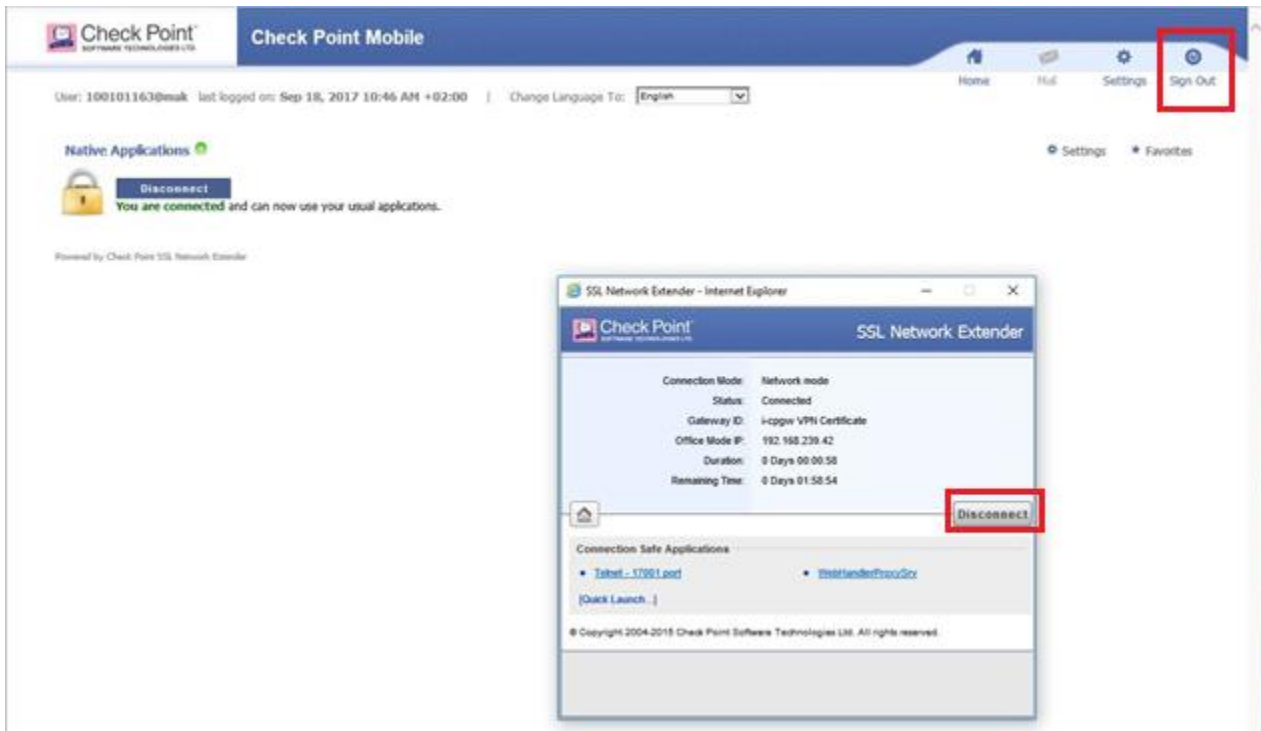 Check Point
SOFTWARE TECHNOLOGIES LTD.
Check Point Mobile
Home
Mail
Settings
Sign Out
User: 100101163@mak last logged on: Sep 18, 2017 10:46 AM +02:00 | Change Language To: English
Native Applications
Settings
Favorites
Disconnect
You are connected and can now use your usual applications.
Powered by Check Point SSL Network Extender
SSL Network Extender - Internet Explorer
Check Point
SOFTWARE TECHNOLOGIES LTD.
SSL Network Extender
Connection Mode: Network mode
Status: Connected
Gateway ID: i-cpgw VPN Certificate
Office Mode IP: 192.168.239.42
Duration: 0 Days 00:00:58
Remaining Time: 0 Days 01:58:54
Disconnect
Connection Safe Applications
Telnet - 17001 port
WebHandlerProxySrv
[Quick Launch...]
© Copyright 2004-2015 Check Point Software Technologies Ltd. All rights reserved.